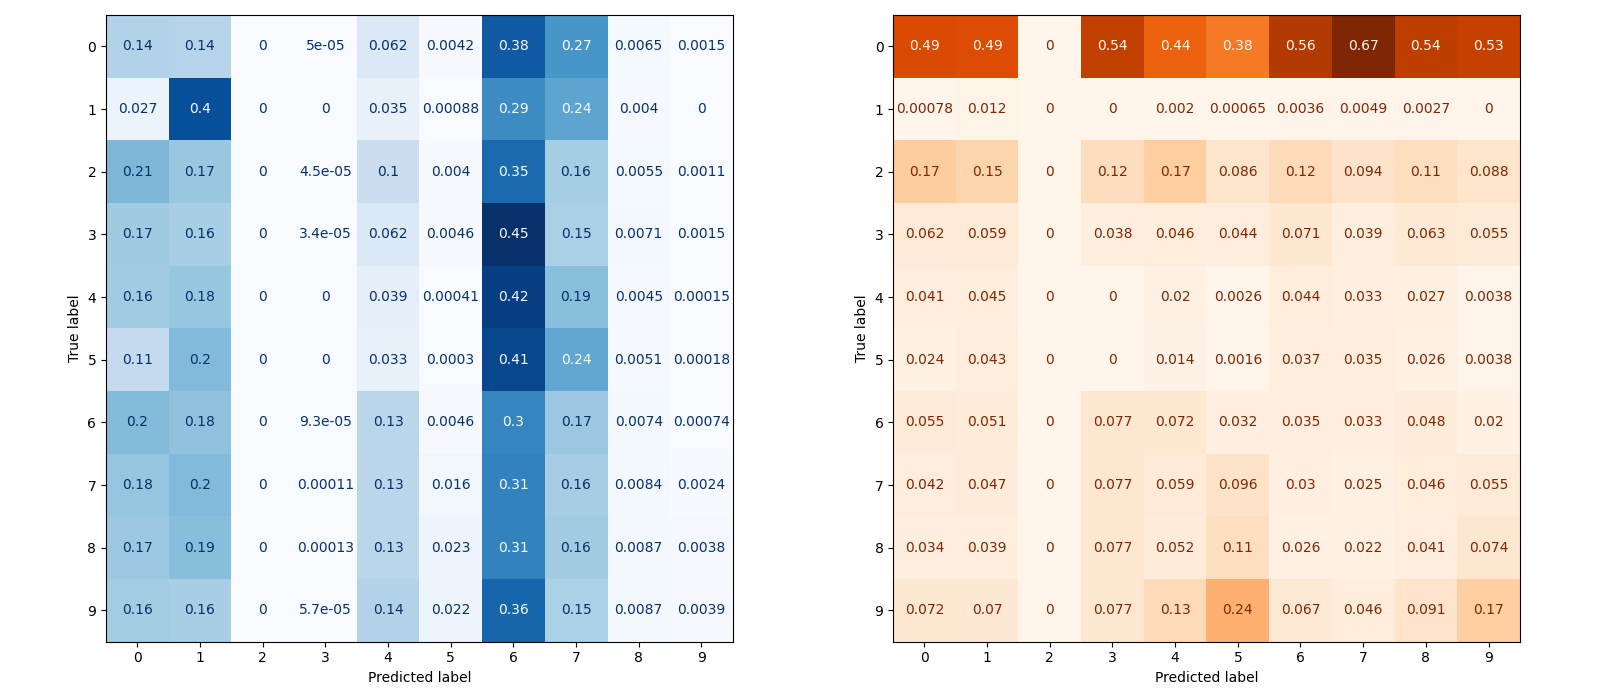 0 0.14 0.14 0 5e-05 0.062 0.0042 0.38 0.27 0.0065 0.0015
1 0.027 0.4 0 0 0.035 0.00088 0.29 0.24 0.004 0
2 0.21 0.17 0 4.5e-05 0.1 0.004 0.35 0.16 0.0055 0.0011
3 0.17 0.16 0 3.4e-05 0.062 0.0046 0.45 0.15 0.0071 0.0015
4 0.16 0.18 0 0 0.039 0.00041 0.42 0.19 0.0045 0.00015
5 0.11 0.2 0 0 0.033 0.0003 0.41 0.24 0.0051 0.00018
6 0.2 0.18 0 9.3e-05 0.13 0.0046 0.3 0.17 0.0074 0.00074
7 0.18 0.2 0 0.00011 0.13 0.016 0.31 0.16 0.0084 0.0024
8 0.17 0.19 0 0.00013 0.13 0.023 0.31 0.16 0.0087 0.0038
9 0.16 0.16 0 5.7e-05 0.14 0.022 0.36 0.15 0.0087 0.0039
0 1 2 3 4 5 6 7 8 9
Predicted label
True label
0 0.49 0.49 0 0.54 0.44 0.38 0.56 0.67 0.54 0.53
1 0.00078 0.012 0 0 0.002 0.00065 0.0036 0.0049 0.0027 0
2 0.17 0.15 0 0.12 0.17 0.086 0.12 0.094 0.11 0.088
3 0.062 0.059 0 0.038 0.046 0.044 0.071 0.039 0.063 0.055
4 0.041 0.045 0 0 0.02 0.0026 0.044 0.033 0.027 0.0038
5 0.024 0.043 0 0 0.014 0.0016 0.037 0.035 0.026 0.0038
6 0.055 0.051 0 0.077 0.072 0.032 0.035 0.033 0.048 0.02
7 0.042 0.047 0 0.077 0.059 0.096 0.03 0.025 0.046 0.055
8 0.034 0.039 0 0.077 0.052 0.11 0.026 0.022 0.041 0.074
9 0.072 0.07 0 0.077 0.13 0.24 0.067 0.046 0.091 0.17
0 1 2 3 4 5 6 7 8 9
Predicted label
True label